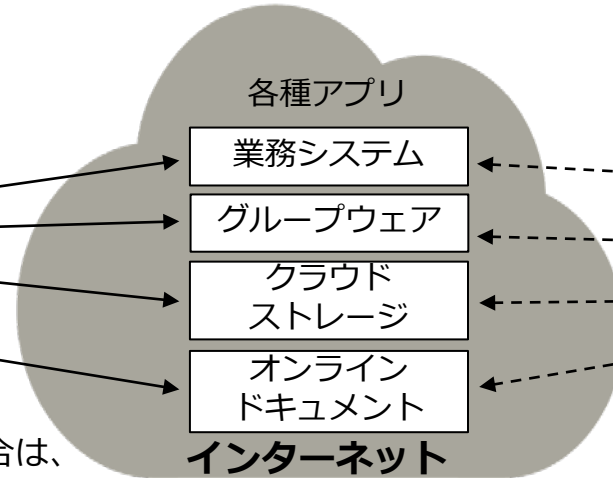 各種アプリ
業務システム
グループウェア
クラウド
ストレージ
オンライン
ドキュメント
合は、
インターネット